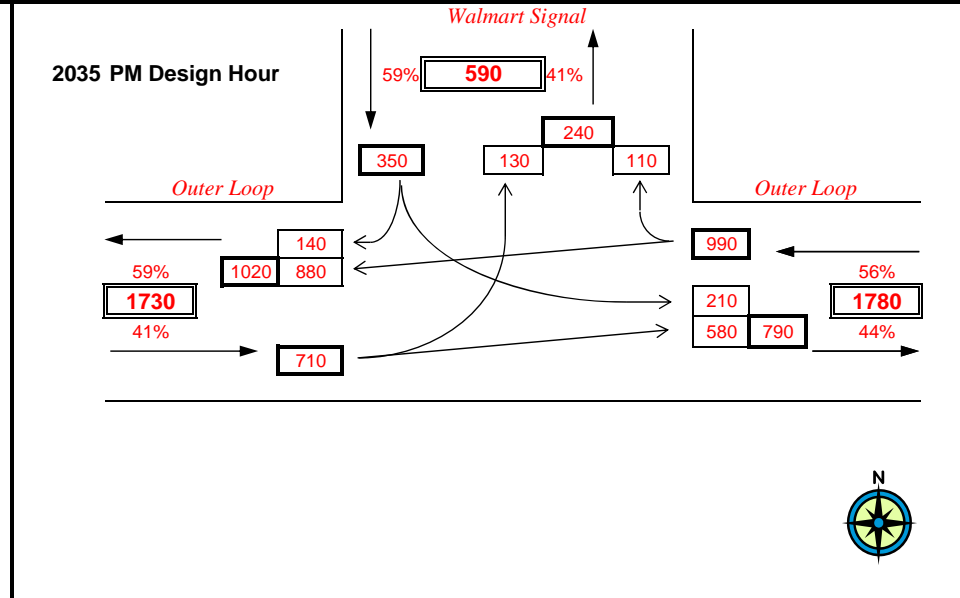 Walmart Signal
2035 PM Design Hour
59% 590 41%
240
350 130 110
Outer Loop Outer Loop
140 990
59% 1020 880 56%
1730 210 1780
41% 580 790 44%
710
N